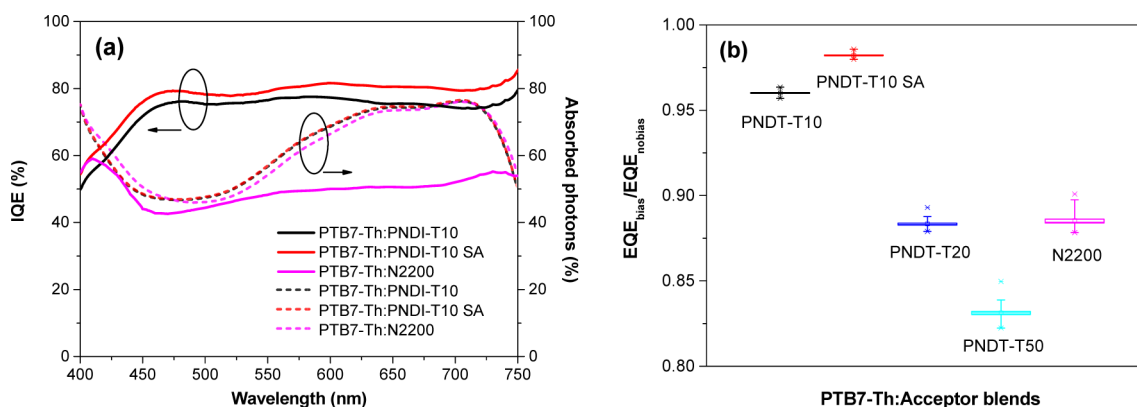 (a)
100
80
60
40
20
0
IQE (%)
100
80
60
40
20
0
Absorbed photons (%)
PTB7-Th:PNDI-T10
PTB7-Th:PNDI-T10 SA
PTB7-Th:N2200
PTB7-Th:PNDI-T10
PTB7-Th:PNDI-T10 SA
PTB7-Th:N2200
400 450 500 550 600 650 700 750
Wavelength (nm)
(b)
1.00
0.95
0.90
0.85
0.80
EQEbias/EQEnobias
PNDT-T10 SA
PNDT-T10
PNDT-T20
N2200
PNDT-T50
PTB7-Th:Acceptor blends